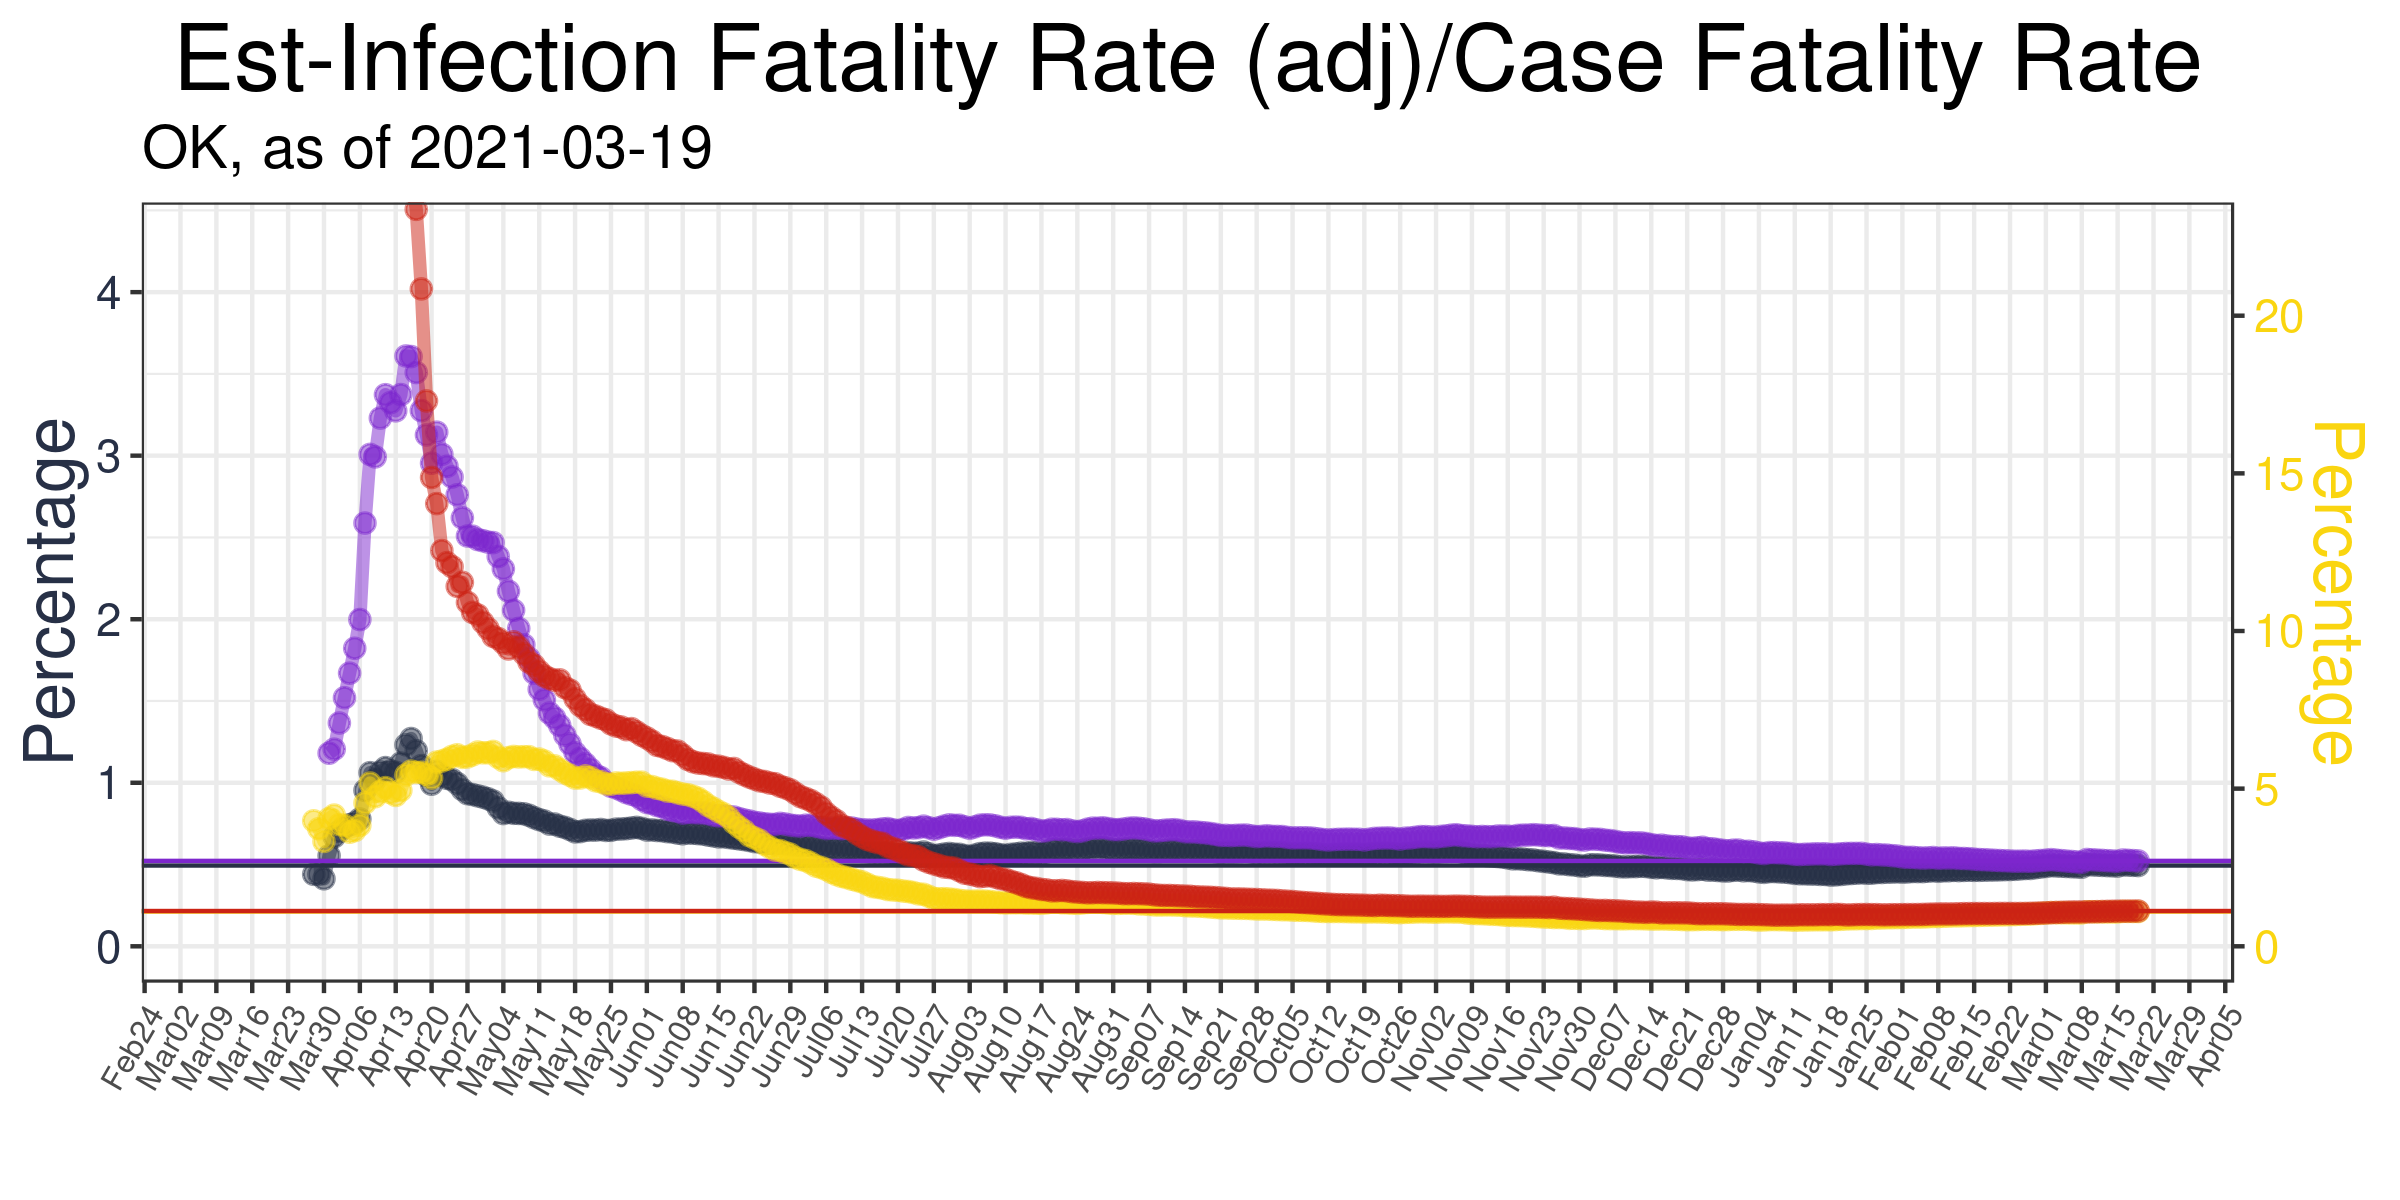 Est-Infection Fatality Rate (adj)/Case Fatality Rate
OK, as of 2021-03-19
Percentage
4
3
2
1
0
20
15
10
5
0
Percentage
Feb24
Mar02
Mar09
Mar16
Mar23
Mar30
Apr06
Apr13
Apr20
Apr27
May04
May11
May18
May25
Jun01
Jun08
Jun15
Jun22
Jun29
Jul06
Jul13
Jul20
Jul27
Aug03
Aug10
Aug17
Aug24
Aug31
Sep07
Sep14
Sep21
Sep28
Oct05
Oct12
Oct19
Oct26
Nov02
Nov09
Nov16
Nov23
Nov30
Dec07
Dec14
Dec21
Dec28
Jan04
Jan11
Jan18
Jan25
Feb01
Feb08
Feb15
Feb22
Mar01
Mar08
Mar15
Mar22
Mar29
Apr05